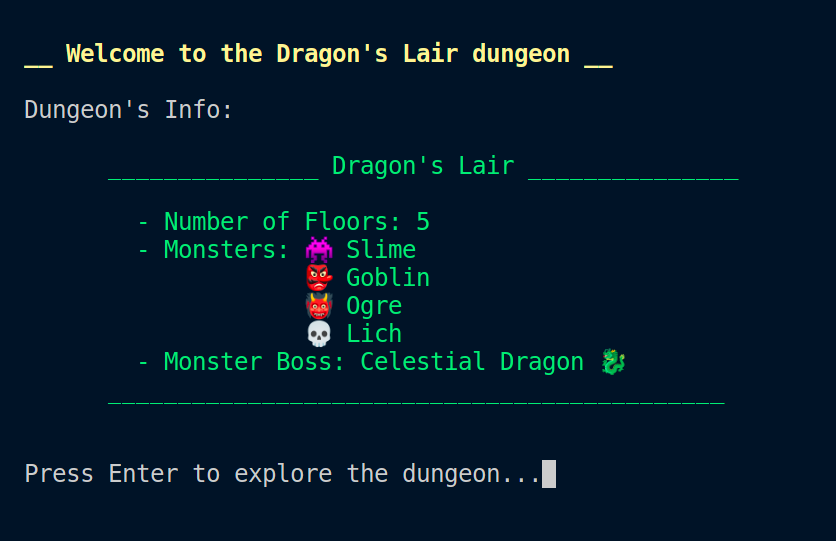 __ Welcome to the Dragon's Lair dungeon __
Dungeon's Info:
_______________ Dragon's Lair _______________
- Number of Floors: 5
- Monsters: 👾 Slime
👺 Goblin
👹 Ogre
💀 Lich
- Monster Boss: Celestial Dragon 🐉
____________________________________________
Press Enter to explore the dungeon...